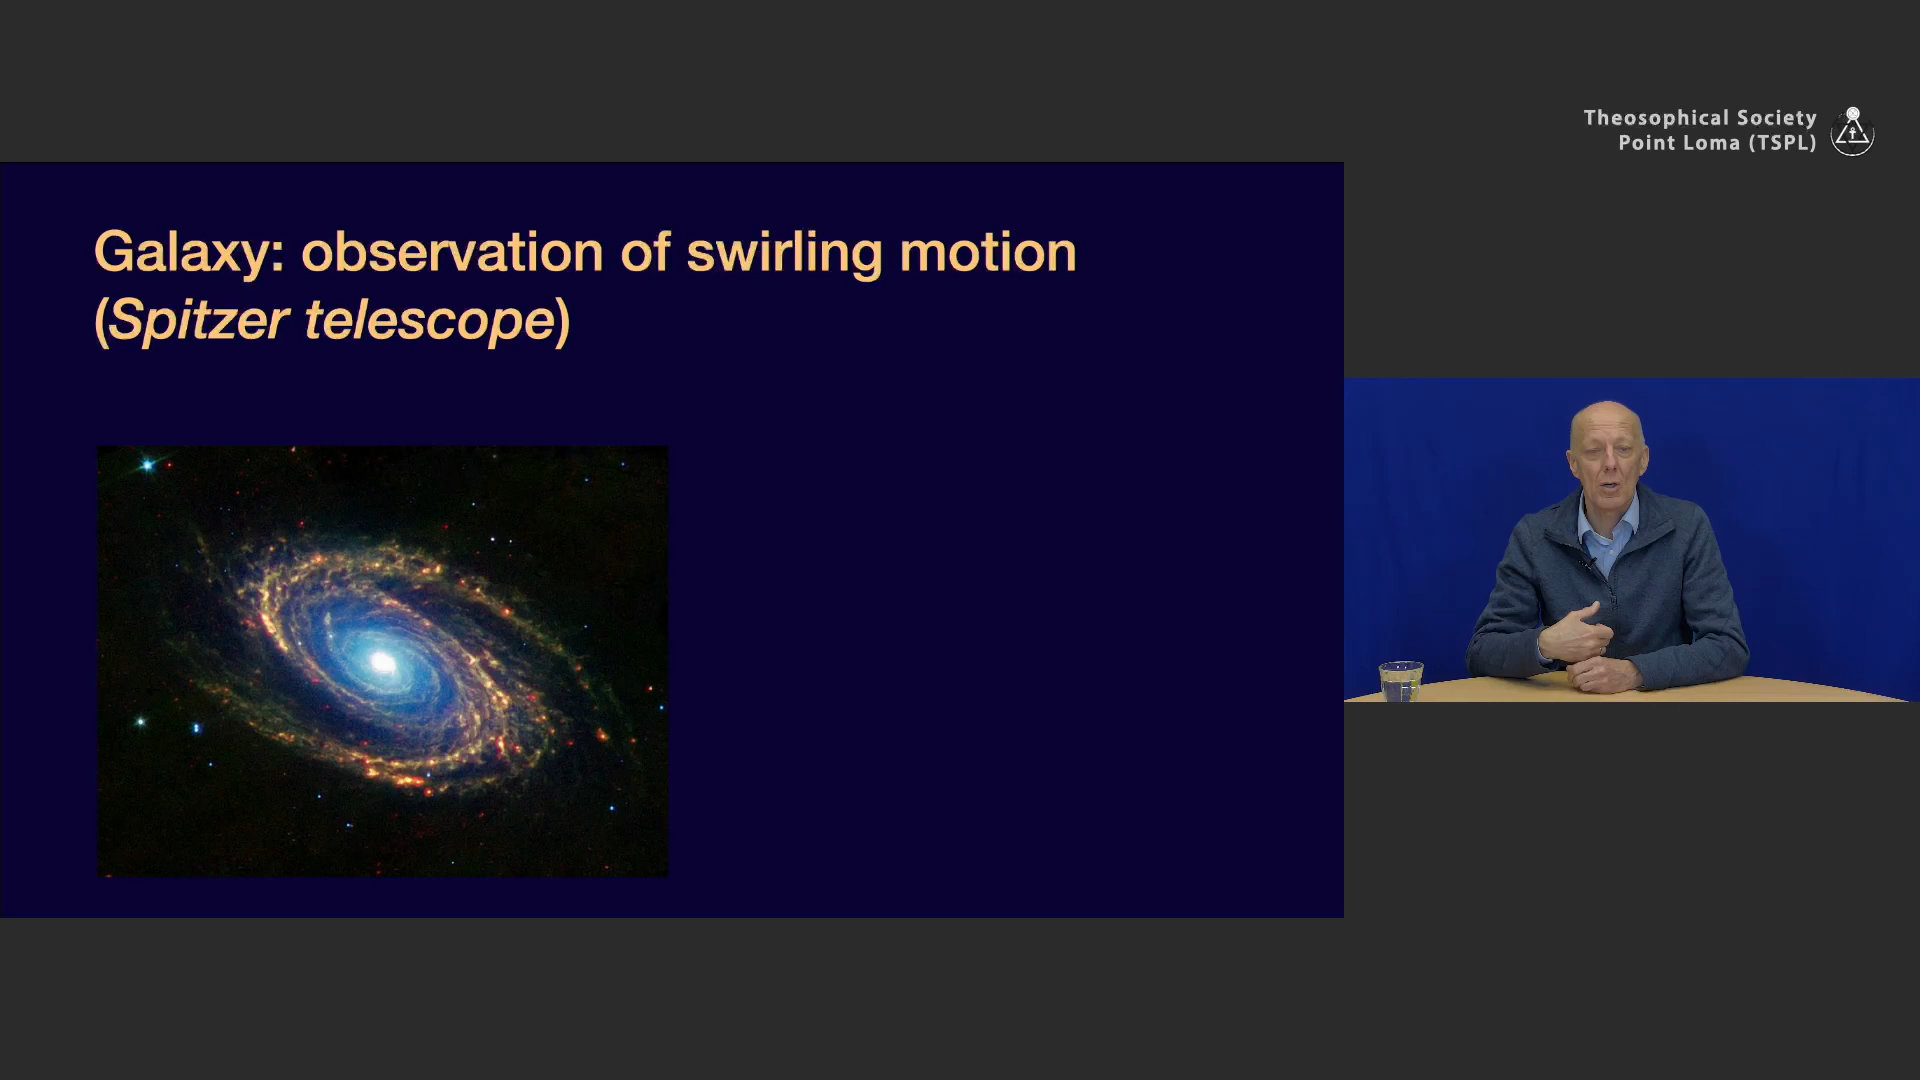 Theosophical Society
Point Loma (TSPL)
Galaxy: observation of swirling motion
(Spitzer telescope)